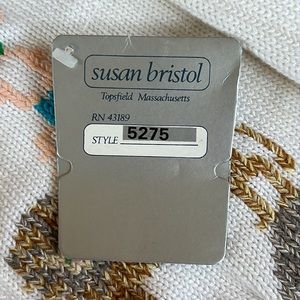 susan bristol
Topsfield Massachusetts
RN 43189
STYLE 5275